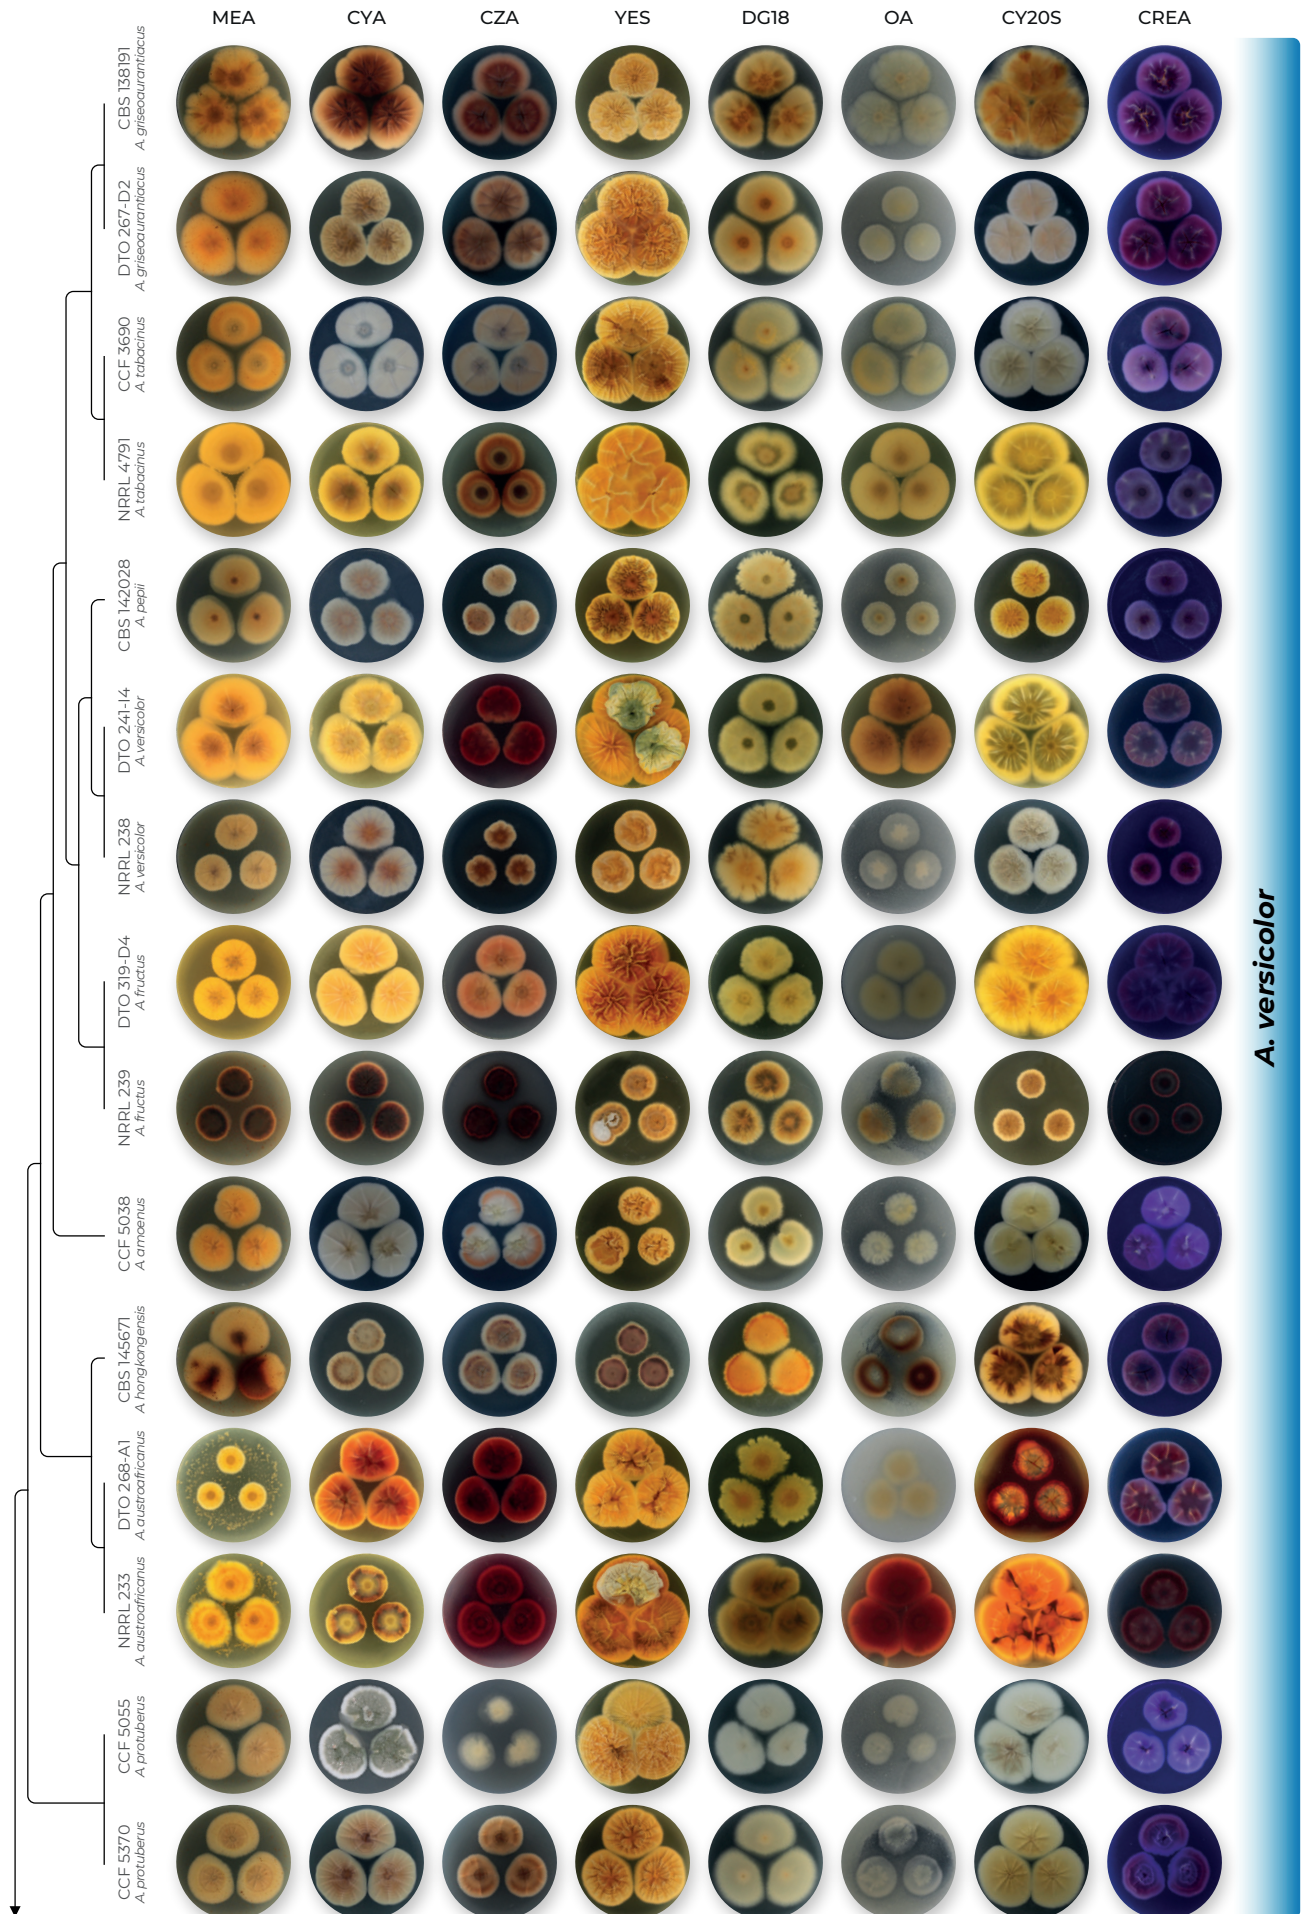 MEA CYA CZA YES DG18 OA CY20S CREA
CBS 138191
A. griseoaurantiacus
DTO 267-D2
A. griseoaurantiacus
CCF 3690
A. tabacinus
NRRL 4791
A. tabacinus
CBS 142028
A. pepii
DTO 241-I4
A. versicolor
NRRL 238
A. versicolor
DTO 319-D4
A. fructus
NRRL 239
A. fructus
CCF 5038
A. amoenus
CBS 145671
A. hongkongensis
DTO 268-A1
A. austroafricanus
NRRL 233
A. austroafricanus
CCF 5055
A. protuberus
CCF 5370
A. protuberus
A. versicolor